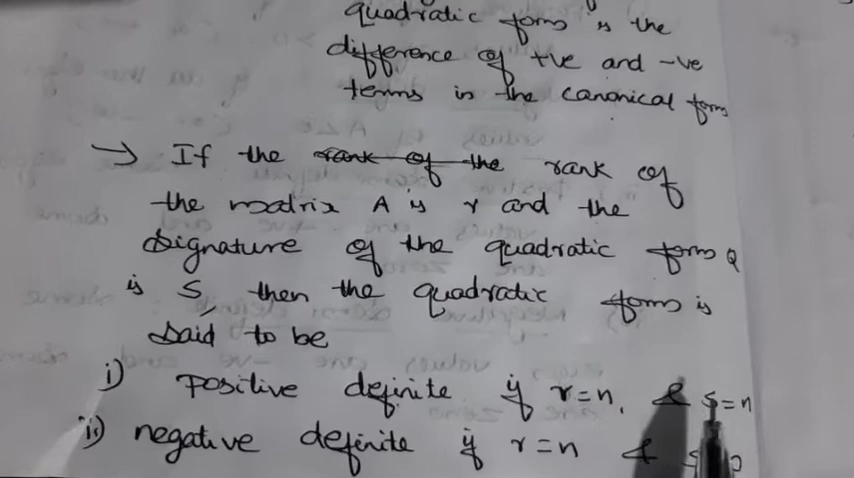 quadratic form is the
difference of +ve and -ve
terms in the canonical form
→ If the rank of the rank of
the matrix A is r and the
signature of the quadratic form Q
is S, then the quadratic form is
said to be
i) Positive definite if r=n, & s=n
ii) negative definite if r=n &